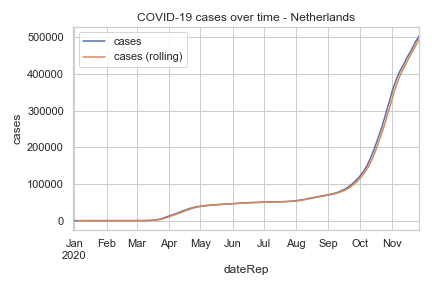 COVID-19 cases over time - Netherlands
cases
cases (rolling)
500000
400000
300000
200000
100000
0
cases
Jan Feb Mar Apr May Jun Jul Aug Sep Oct Nov
2020
dateRep